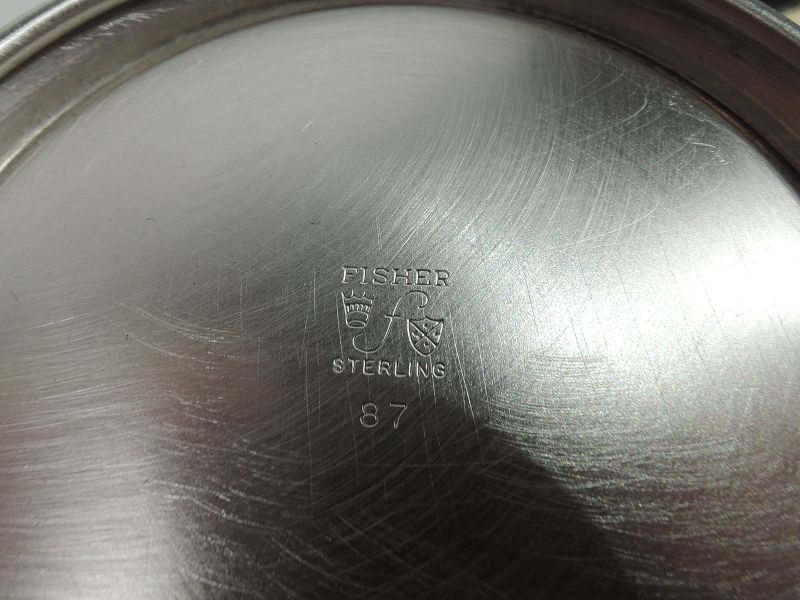 FISHER
f
STERLING
87